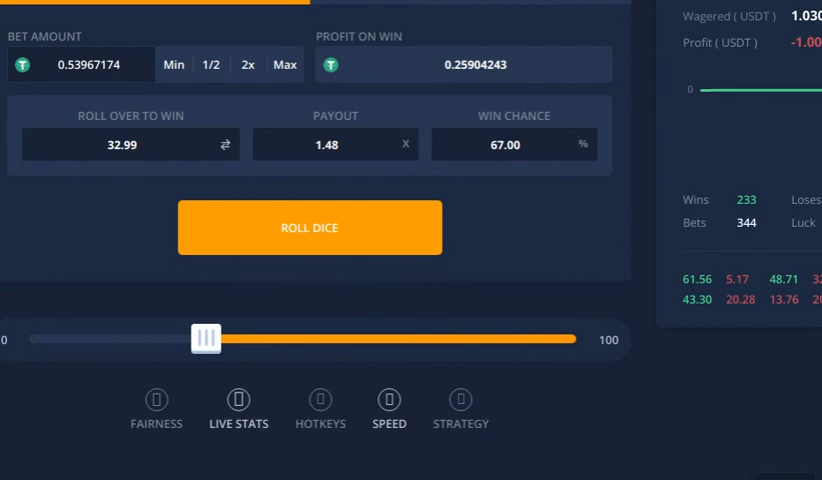 Wagered ( USDT ) 1.030
BET AMOUNT PROFIT ON WIN
Profit ( USDT ) -1.00
0.53967174 Min 1/2 2x Max 0.25904243
0
ROLL OVER TO WIN PAYOUT WIN CHANCE
32.99 1.48 X 67.00 %
Wins 233 Loses
Bets 344 Luck
ROLL DICE
61.56 5.17 48.71
43.30 20.28 13.76
0 100
FAIRNESS LIVE STATS HOTKEYS SPEED STRATEGY